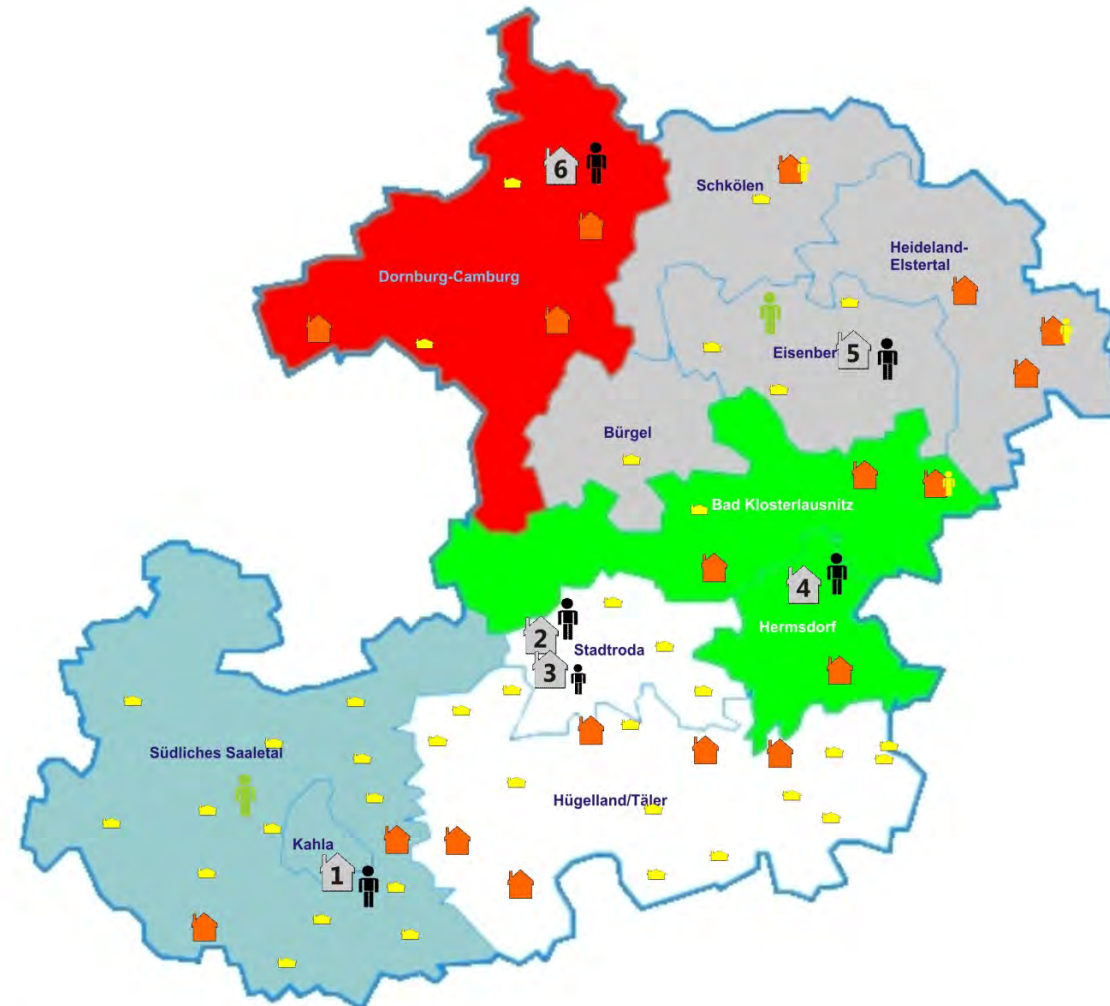 6
Schkölen
Heideland-
Elstertal
Dornburg-Camburg
Eisenber
5
Bürgel
Bad Klosterlausnitz
4
Hermsdorf
2
Stadtroda
3
Südliches Saaletal
Hügelland/Täler
Kahla
1